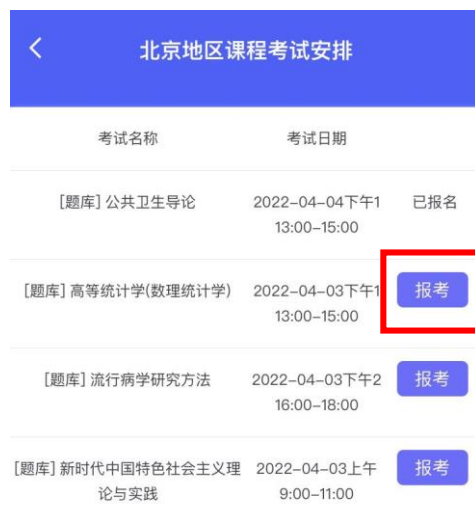 北京地区课程考试安排
考试名称 考试日期
[题库] 公共卫生导论 2022-04-04下午1 已报名
13:00-15:00
[题库] 高等统计学(数理统计学) 2022-04-03下午1 报考
13:00-15:00
[题库] 流行病学研究方法 2022-04-03下午2 报考
16:00-18:00
[题库] 新时代中国特色社会主义理 2022-04-03上午 报考
论与实践 9:00-11:00